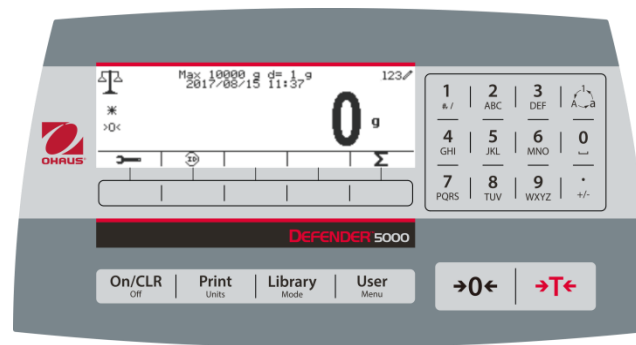 Max 10000 g d= 1 g
2017/08/15 11:37
123
>0<
0 g
ID
Σ
OHAUS
DEFENDER 5000
1 &/
2 ABC
3 DEF
A 1 a
4 GHI
5 JKL
6 MNO
0
7 PQRS
8 TUV
9 WXYZ
. +/-
On/CLR Off
Print Units
Library Mode
User Menu
→0←
→T←